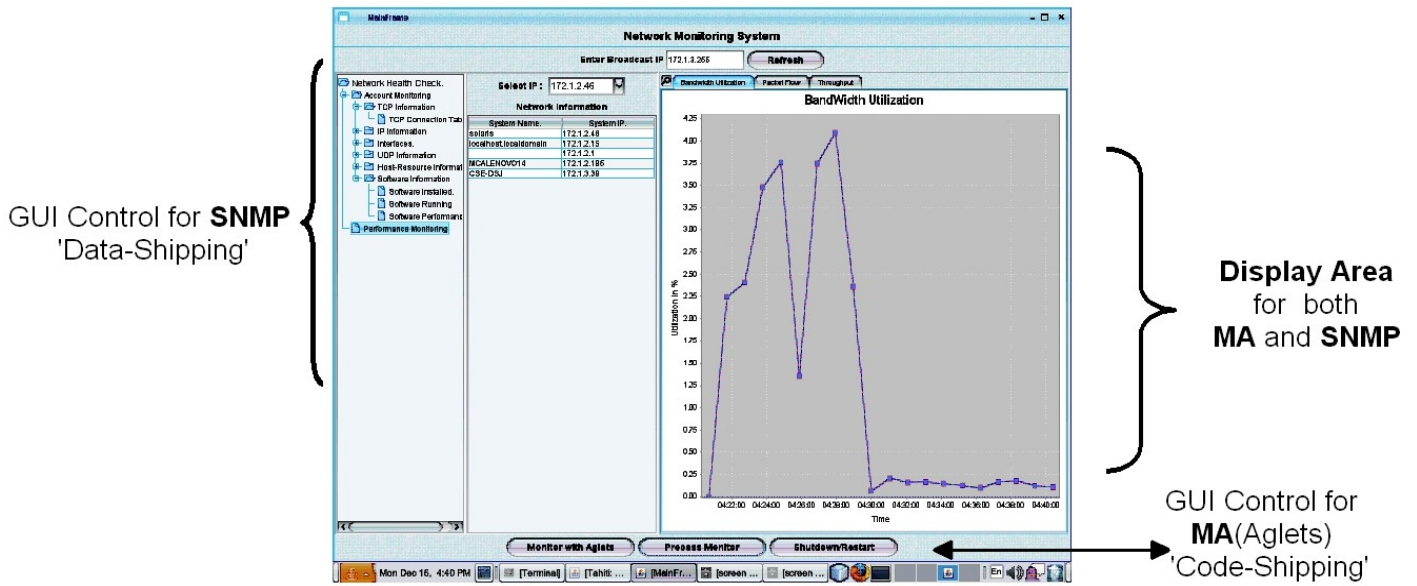 MainFrame
Network Monitoring System
Enter Broadcast IP 172.1.3.255 Refresh
Network Health Check.
Account Monitoring
TCP Information
TCP Connection Tab
IP Information
Interfaces.
UDP Information
Host-Resource Informat
Software Information
Software Installed.
Software Running
Software Performanc
Performance Monitoring
Select IP : 172.1.2.46
Network Information
System Name. System IP.
solaris 172.1.2.46
localhost.localdomain 172.1.2.15
172.1.2.1
MCALENOVO14 172.1.2.195
CSE-DSJ 172.1.3.39
Bandwidth Utilization Packet Flow Throughput
BandWidth Utilization
Utilization in %
4.25
4.00
3.75
3.50
3.25
3.00
2.75
2.50
2.25
2.00
1.75
1.50
1.25
1.00
0.75
0.50
0.25
0.00
04:22:00 04:24:00 04:26:00 04:28:00 04:30:00 04:32:00 04:34:00 04:36:00 04:38:00 04:40:00
Time
Moniter with Aglets Process Moniter Shutdown/Restart
Mon Dec 15, 4:40 PM [Terminal] [Tahiti: ... [MainFr... [screen ... [screen ... En
GUI Control for SNMP
'Data-Shipping'
Display Area
for both
MA and SNMP
GUI Control for
MA(Aglets)
'Code-Shipping'